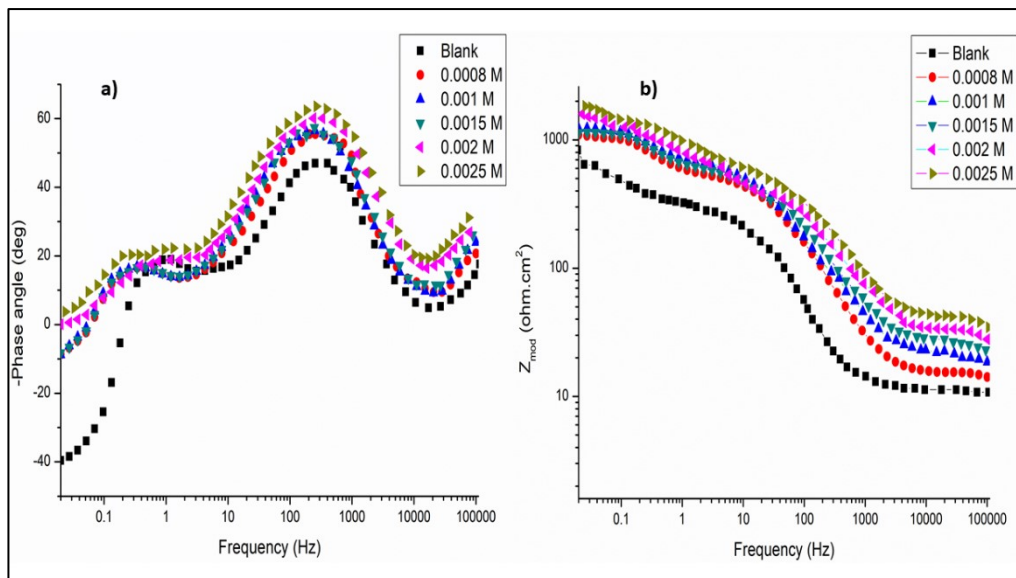 a)
Blank
0.0008 M
0.001 M
0.0015 M
0.002 M
0.0025 M
60
40
20
0
-20
-40
-Phase angle (deg)
0.1 1 10 100 1000 10000 100000
Frequency (Hz)
b)
Blank
0.0008 M
0.001 M
0.0015 M
0.002 M
0.0025 M
1000
100
10
Zmod (ohm.cm²)
0.1 1 10 100 1000 10000 100000
Frequency (Hz)